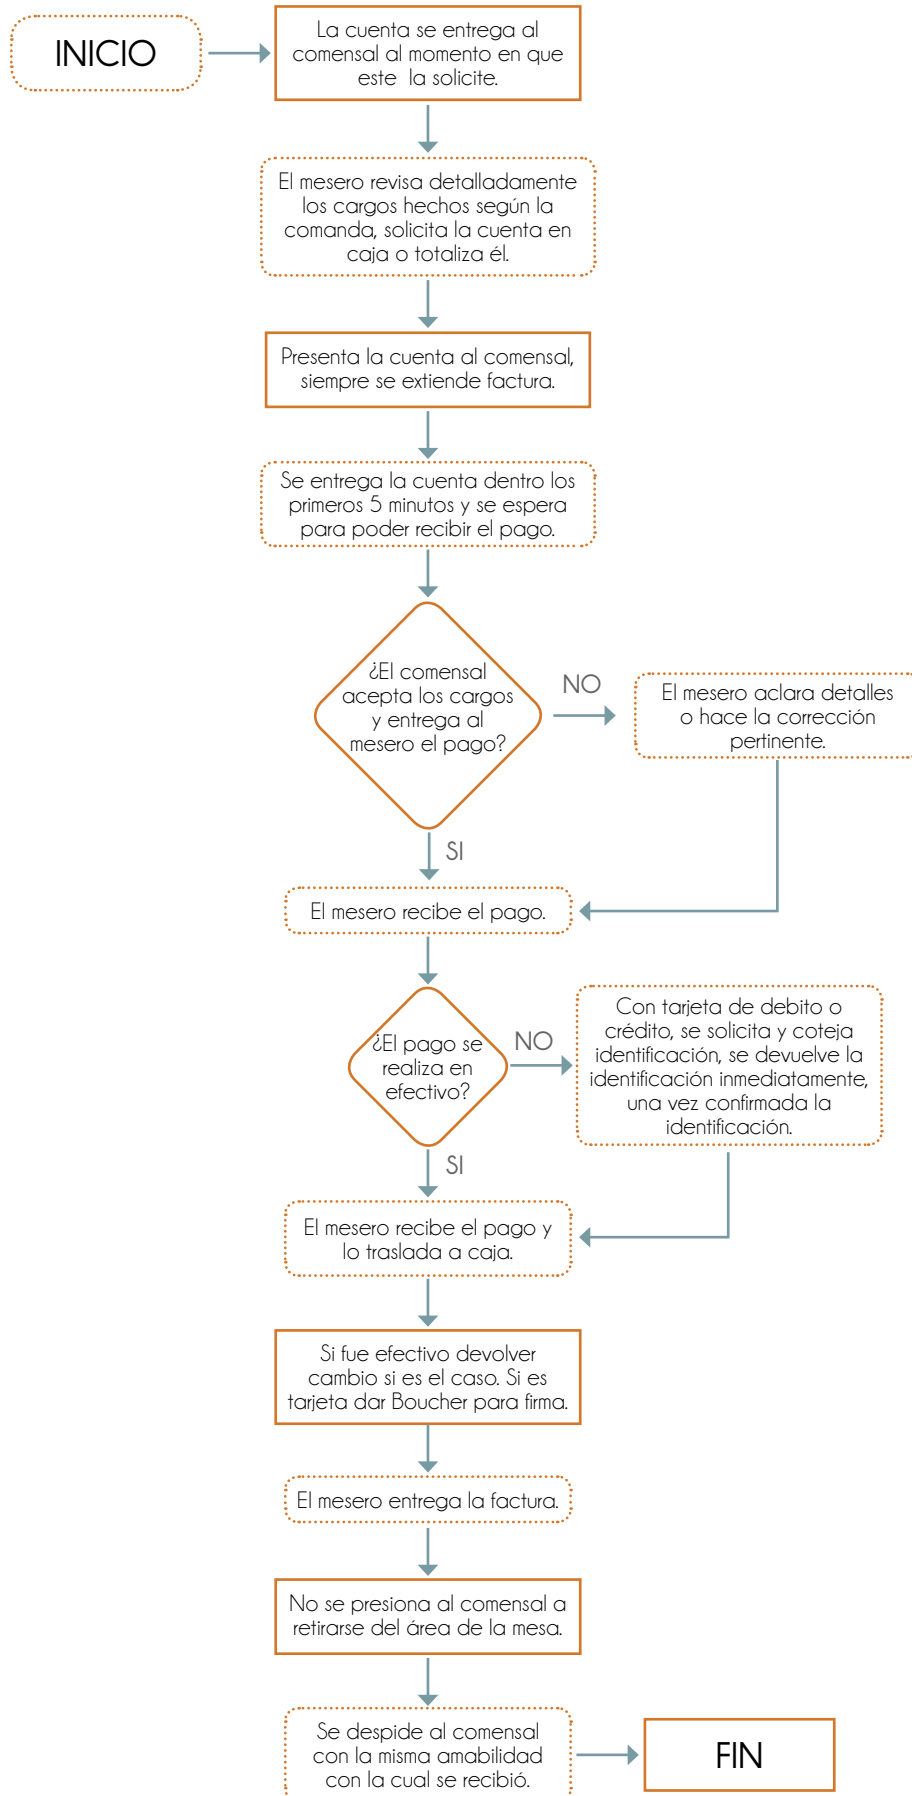 INICIO
La cuenta se entrega al
comensal al momento en que
este la solicite.
El mesero revisa detalladamente
los cargos hechos según la
comanda, solicita la cuenta en
caja o totaliza él.
Presenta la cuenta al comensal,
siempre se extiende factura.
Se entrega la cuenta dentro los
primeros 5 minutos y se espera
para poder recibir el pago.
¿El comensal
acepta los cargos
y entrega al
mesero el pago?
NO
El mesero aclara detalles
o hace la corrección
pertinente.
SI
El mesero recibe el pago.
¿El pago se
realiza en
efectivo?
NO
Con tarjeta de debito o
crédito, se solicita y coteja
identificación, se devuelve la
identificación inmediatamente,
una vez confirmada la
identificación.
SI
El mesero recibe el pago y
lo traslada a caja.
Si fue efectivo devolver
cambio si es el caso. Si es
tarjeta dar Boucher para firma.
El mesero entrega la factura.
No se presiona al comensal a
retirarse del área de la mesa.
Se despide al comensal
con la misma amabilidad
con la cual se recibió.
FIN